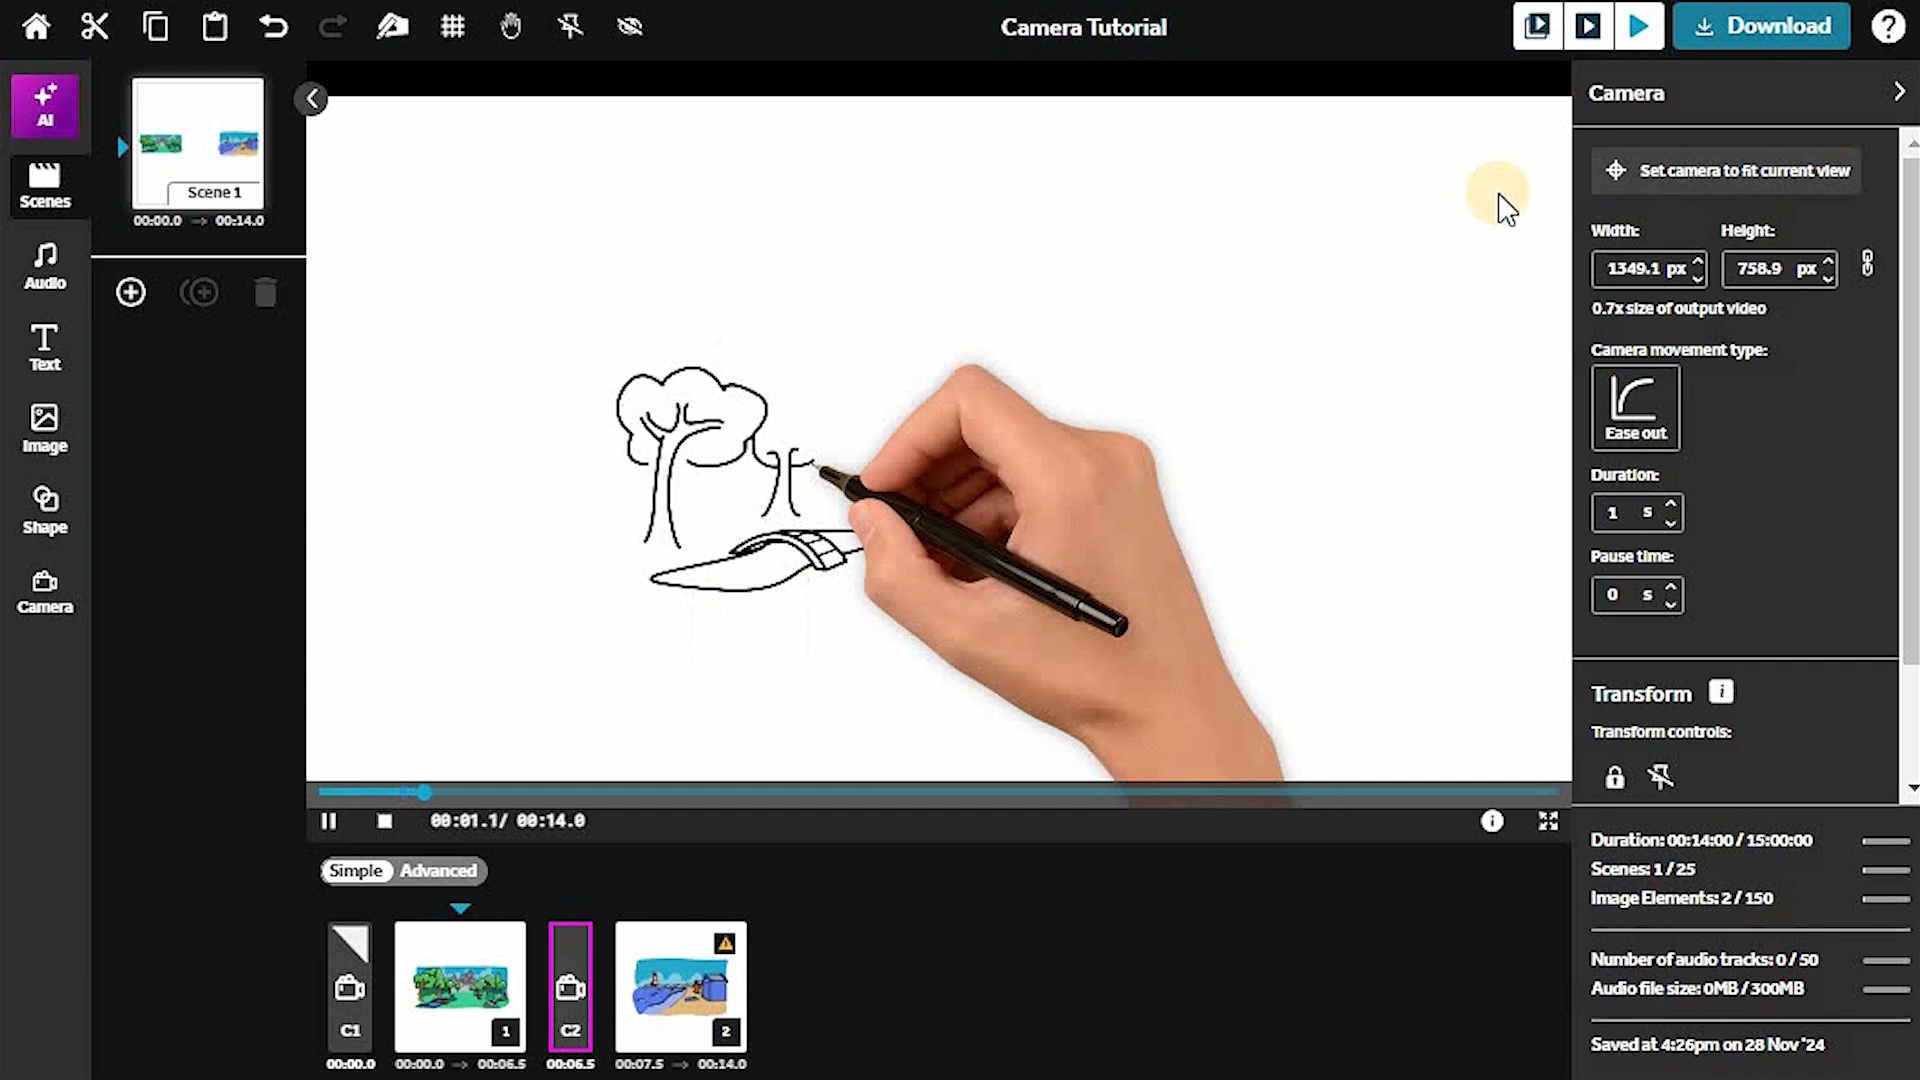 Camera Tutorial
Download
?
AI
Scenes
Audio
Text
Image
Shape
Camera
Scene 1
00:00.0 → 00:14.0
Camera
Set camera to fit current view
Width: Height:
1349.1 px 758.9 px
0.7x size of output video
Camera movement type:
Ease out
Duration:
1 s
Pause time:
0 s
Transform i
Transform controls:
00:01.1/ 00:14.0
Simple Advanced
C1 1 C2 2
00:00.0 00:00.0 → 00:06.5 00:06.5 00:07.5 → 00:14.0
Duration: 00:14:00 / 15:00:00
Scenes: 1 / 25
Image Elements: 2 / 150
Number of audio tracks: 0 / 50
Audio file size: 0MB / 300MB
Saved at 4:26pm on 28 Nov '24